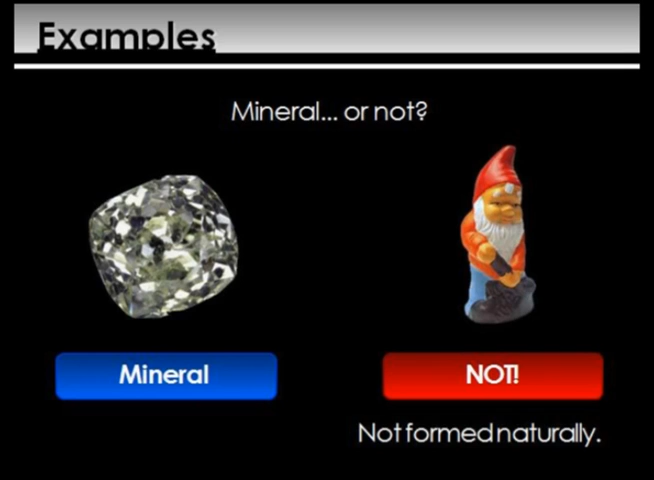 Examples
Mineral... or not?
Mineral
NOT!
Not formed naturally.